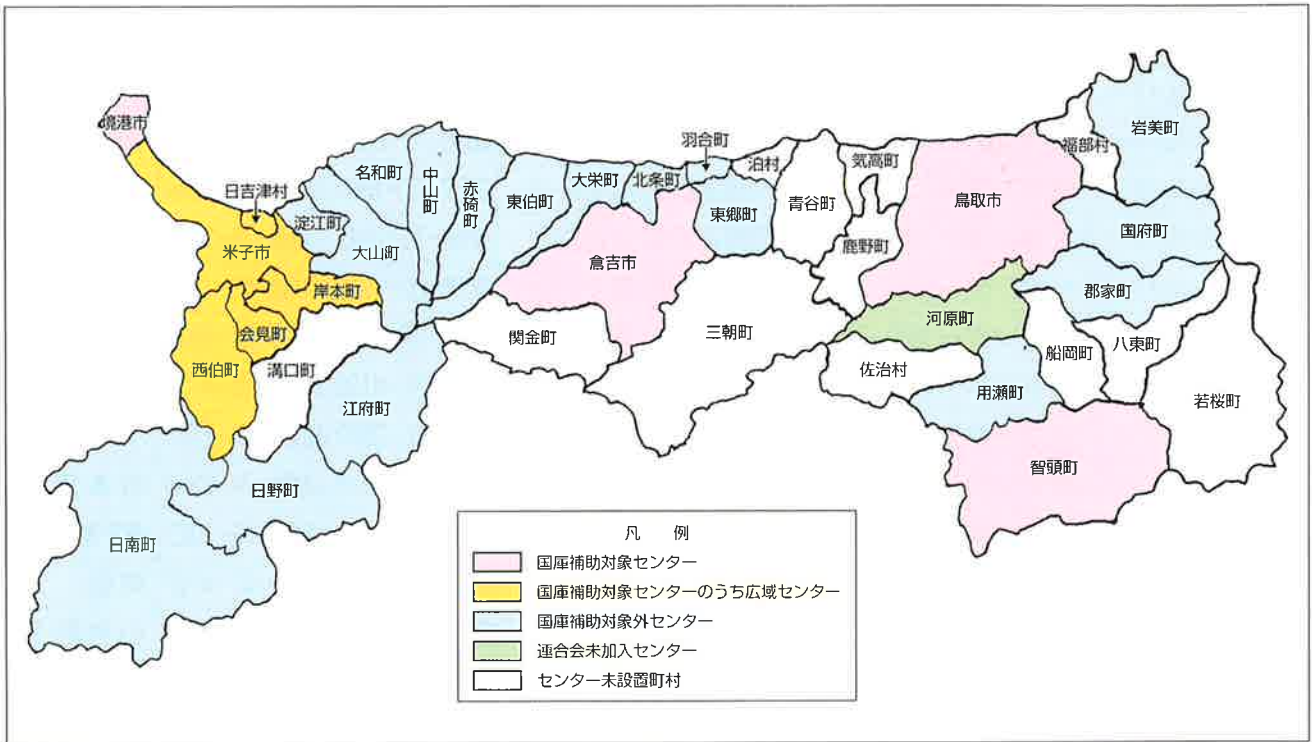 境港市
日吉津村
米子市
淀江町
名和町
大山町
中山町
赤碕町
東伯町
大栄町
北条町
羽合町
泊村
東郷町
青谷町
気高町
鹿野町
鳥取市
福部村
岩美町
国府町
郡家町
河原町
船岡町
八東町
若桜町
佐治村
用瀬町
智頭町
倉吉市
関金町
三朝町
岸本町
会見町
西伯町
溝口町
江府町
日野町
日南町
凡 例
国庫補助対象センター
国庫補助対象センターのうち広域センター
国庫補助対象外センター
連合会未加入センター
センター未設置町村